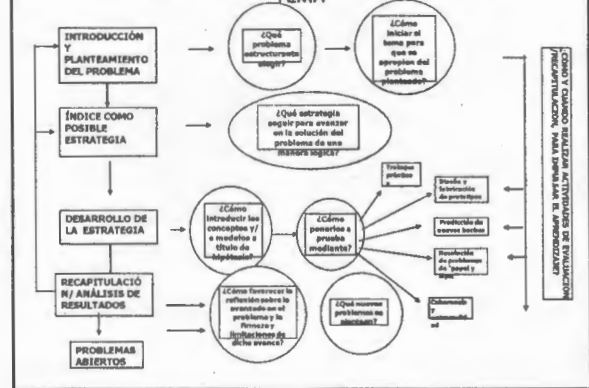 INTRODUCCIÓN
Y
PLANTEAMIENTO
DEL PROBLEMA
¿Qué
problema
estructurante
elegir?
¿Cómo
iniciar el
tema para
que se
apropien del
problema
planteado?
ÍNDICE COMO
POSIBLE
ESTRATEGIA
¿Qué estrategia
seguir para avanzar
en la solución del
problema de una
manera lógica?
DESARROLLO DE
LA ESTRATEGIA
¿Cómo
introducir los
conceptos y/
o modelos a
título de
hipótesis?
¿Cómo
ponerlos a
prueba
mediante?
Trabajos
práctico
s
Diseño y
fabricación
de prototipos
Predicción de
nuevos hechos
Resolución
de problemas
de "papel y
lápiz"
RECAPITULACIÓ
N/ ANÁLISIS DE
RESULTADOS
¿Cómo favorecer la
reflexión sobre lo
avanzado en el
problema y la
firmeza y
limitaciones de
dicho avance?
¿Qué nuevos
problemas se
plantean?
Y
PROBLEMAS
ABIERTOS
¿CÓMO Y CUÁNDO REALIZAR ACTIVIDADES DE EVALUACIÓN
/RECAPITULACIÓN, PARA IMPULSAR EL APRENDIZAJE?